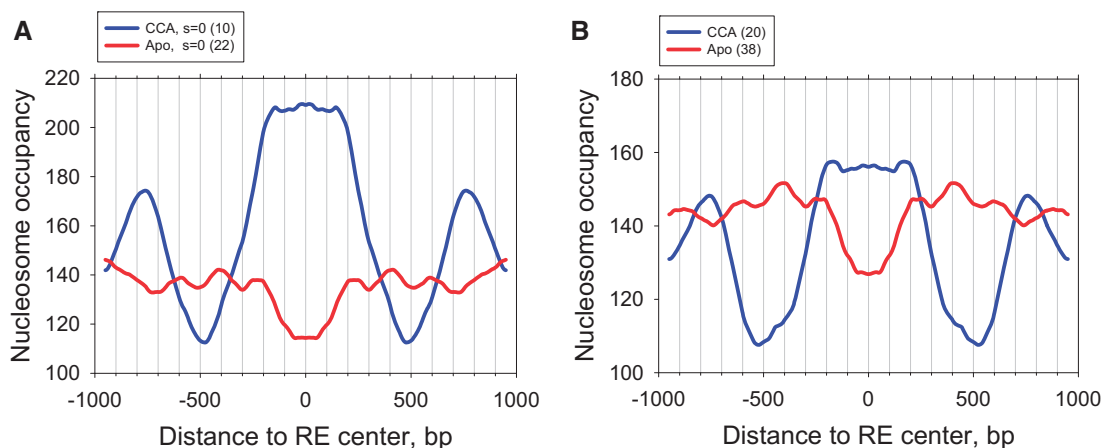 A
CCA, s=0 (10)
Apo, s=0 (22)
Nucleosome occupancy
220
200
180
160
140
120
100
-1000
-500
0
500
1000
Distance to RE center, bp
B
CCA (20)
Apo (38)
Nucleosome occupancy
180
160
140
120
100
-1000
-500
0
500
1000
Distance to RE center, bp